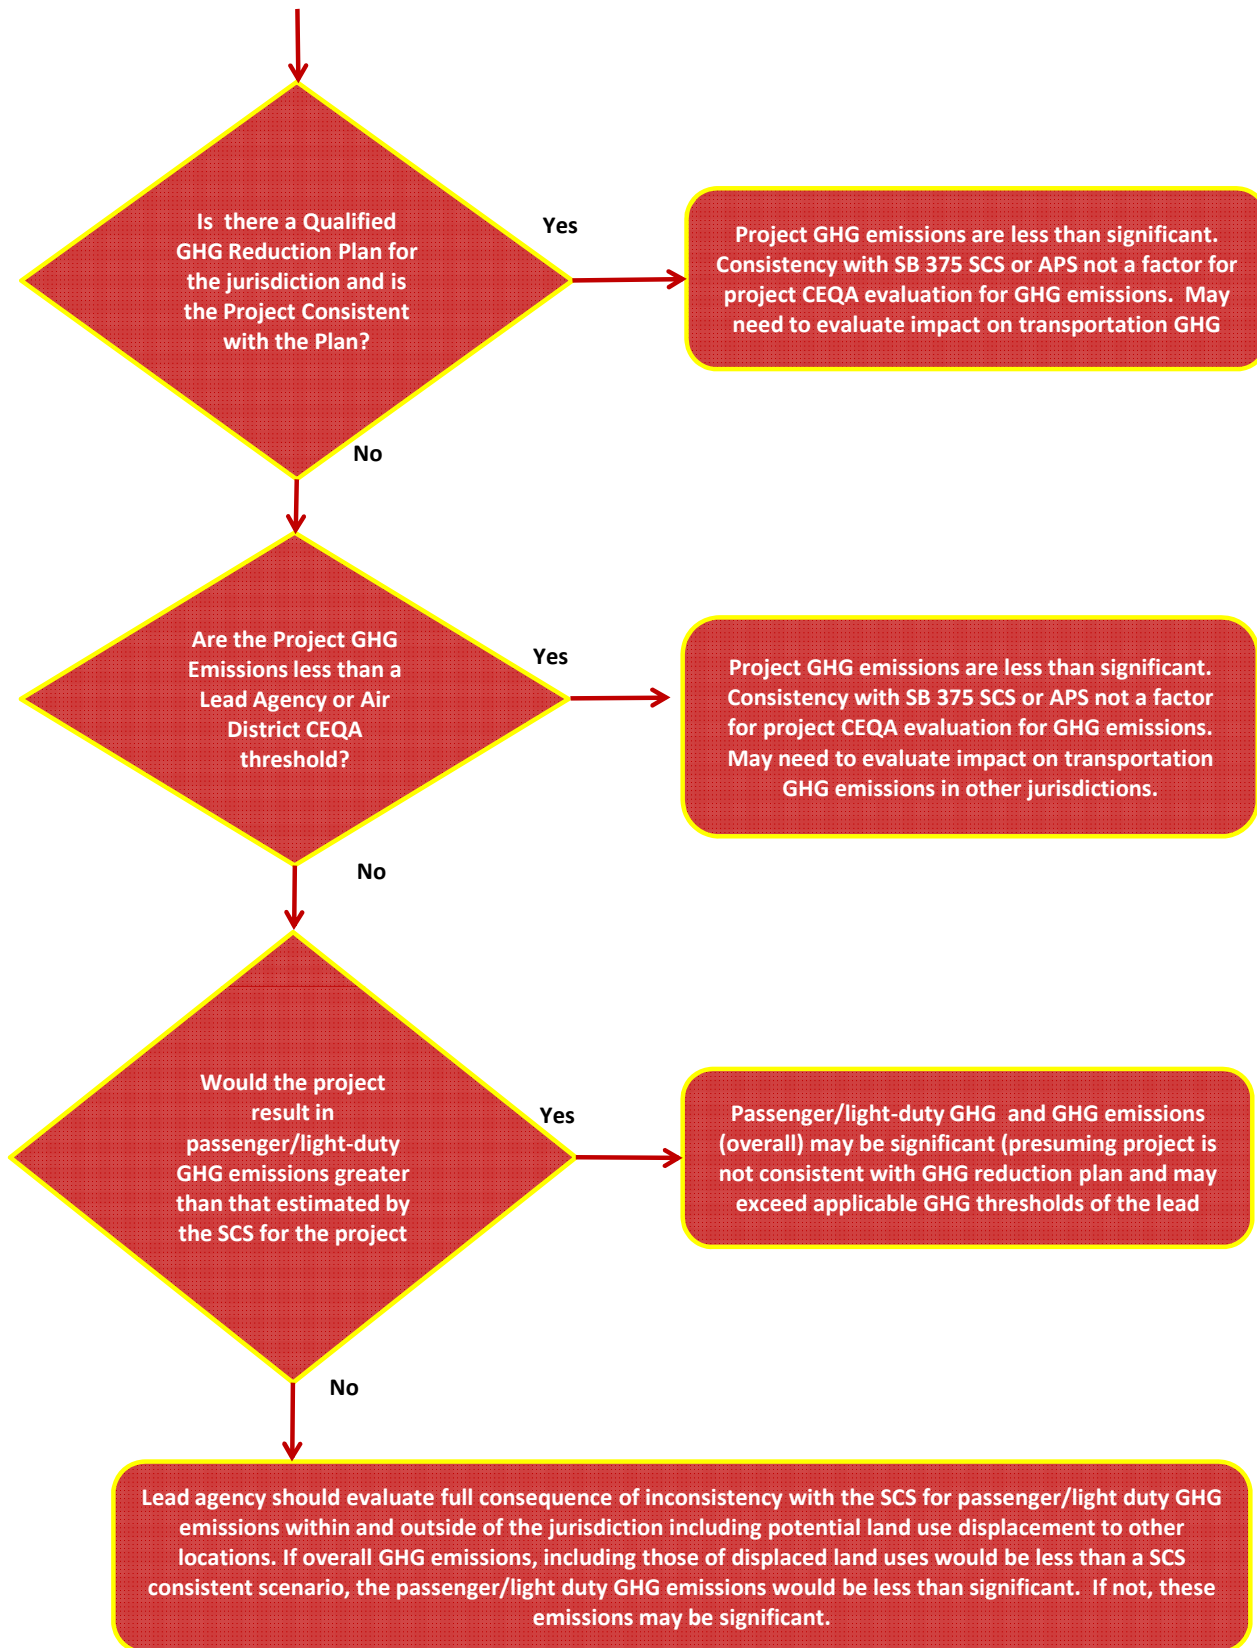 Is there a Qualified
GHG Reduction Plan for
the jurisdiction and is
the Project Consistent
with the Plan?
Yes
Project GHG emissions are less than significant.
Consistency with SB 375 SCS or APS not a factor for
project CEQA evaluation for GHG emissions. May
need to evaluate impact on transportation GHG
No
Are the Project GHG
Emissions less than a
Lead Agency or Air
District CEQA
threshold?
Yes
Project GHG emissions are less than significant.
Consistency with SB 375 SCS or APS not a factor
for project CEQA evaluation for GHG emissions.
May need to evaluate impact on transportation
GHG emissions in other jurisdictions.
No
Would the project
result in
passenger/light-duty
GHG emissions greater
than that estimated by
the SCS for the project
Yes
Passenger/light-duty GHG and GHG emissions
(overall) may be significant (presuming project is
not consistent with GHG reduction plan and may
exceed applicable GHG thresholds of the lead
No
Lead agency should evaluate full consequence of inconsistency with the SCS for passenger/light duty GHG
emissions within and outside of the jurisdiction including potential land use displacement to other
locations. If overall GHG emissions, including those of displaced land uses would be less than a SCS
consistent scenario, the passenger/light duty GHG emissions would be less than significant. If not, these
emissions may be significant.